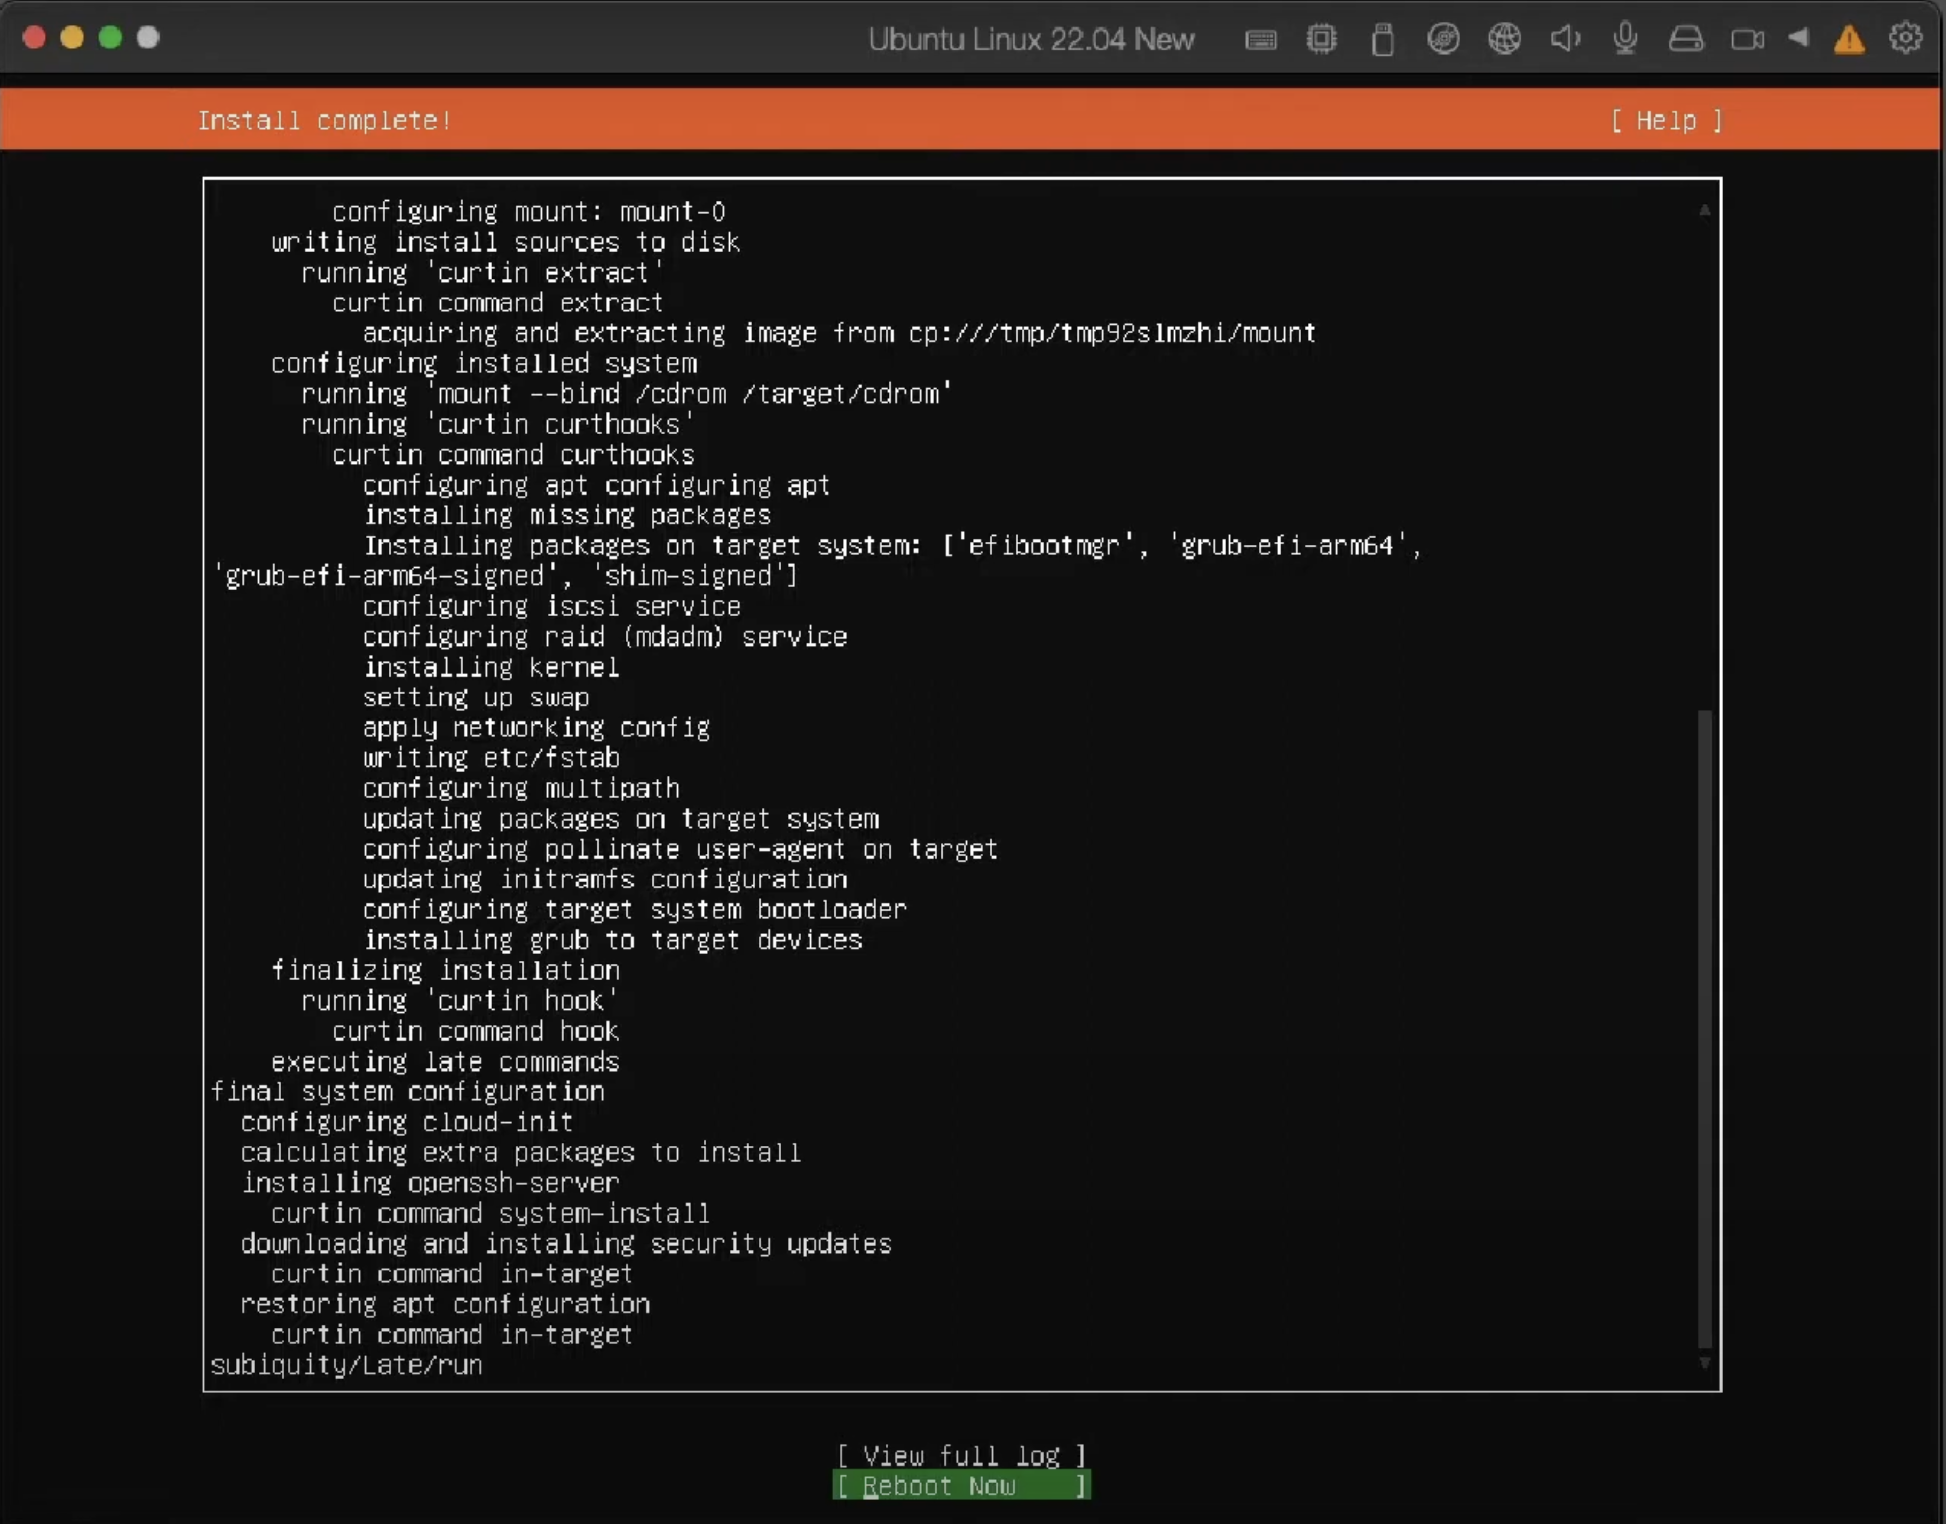 Ubuntu Linux 22.04 New
Install complete! [ Help ]
configuring mount: mount-0
writing install sources to disk
running 'curtin extract'
curtin command extract
acquiring and extracting image from cp:///tmp/tmp92slmzhi/mount
configuring installed system
running 'mount --bind /cdrom /target/cdrom'
running 'curtin curthooks'
curtin command curthooks
configuring apt configuring apt
installing missing packages
Installing packages on target system: ['efibootmgr', 'grub-efi-arm64',
'grub-efi-arm64-signed', 'shim-signed']
configuring iscsi service
configuring raid (mdadm) service
installing kernel
setting up swap
apply networking config
writing etc/fstab
configuring multipath
updating packages on target system
configuring pollinate user-agent on target
updating initramfs configuration
configuring target system bootloader
installing grub to target devices
finalizing installation
running 'curtin hook'
curtin command hook
executing late commands
final system configuration
configuring cloud-init
calculating extra packages to install
installing openssh-server
curtin command system-install
downloading and installing security updates
curtin command in-target
restoring apt configuration
curtin command in-target
subiquity/Late/run
[ View full log ]
[ Reboot Now ]